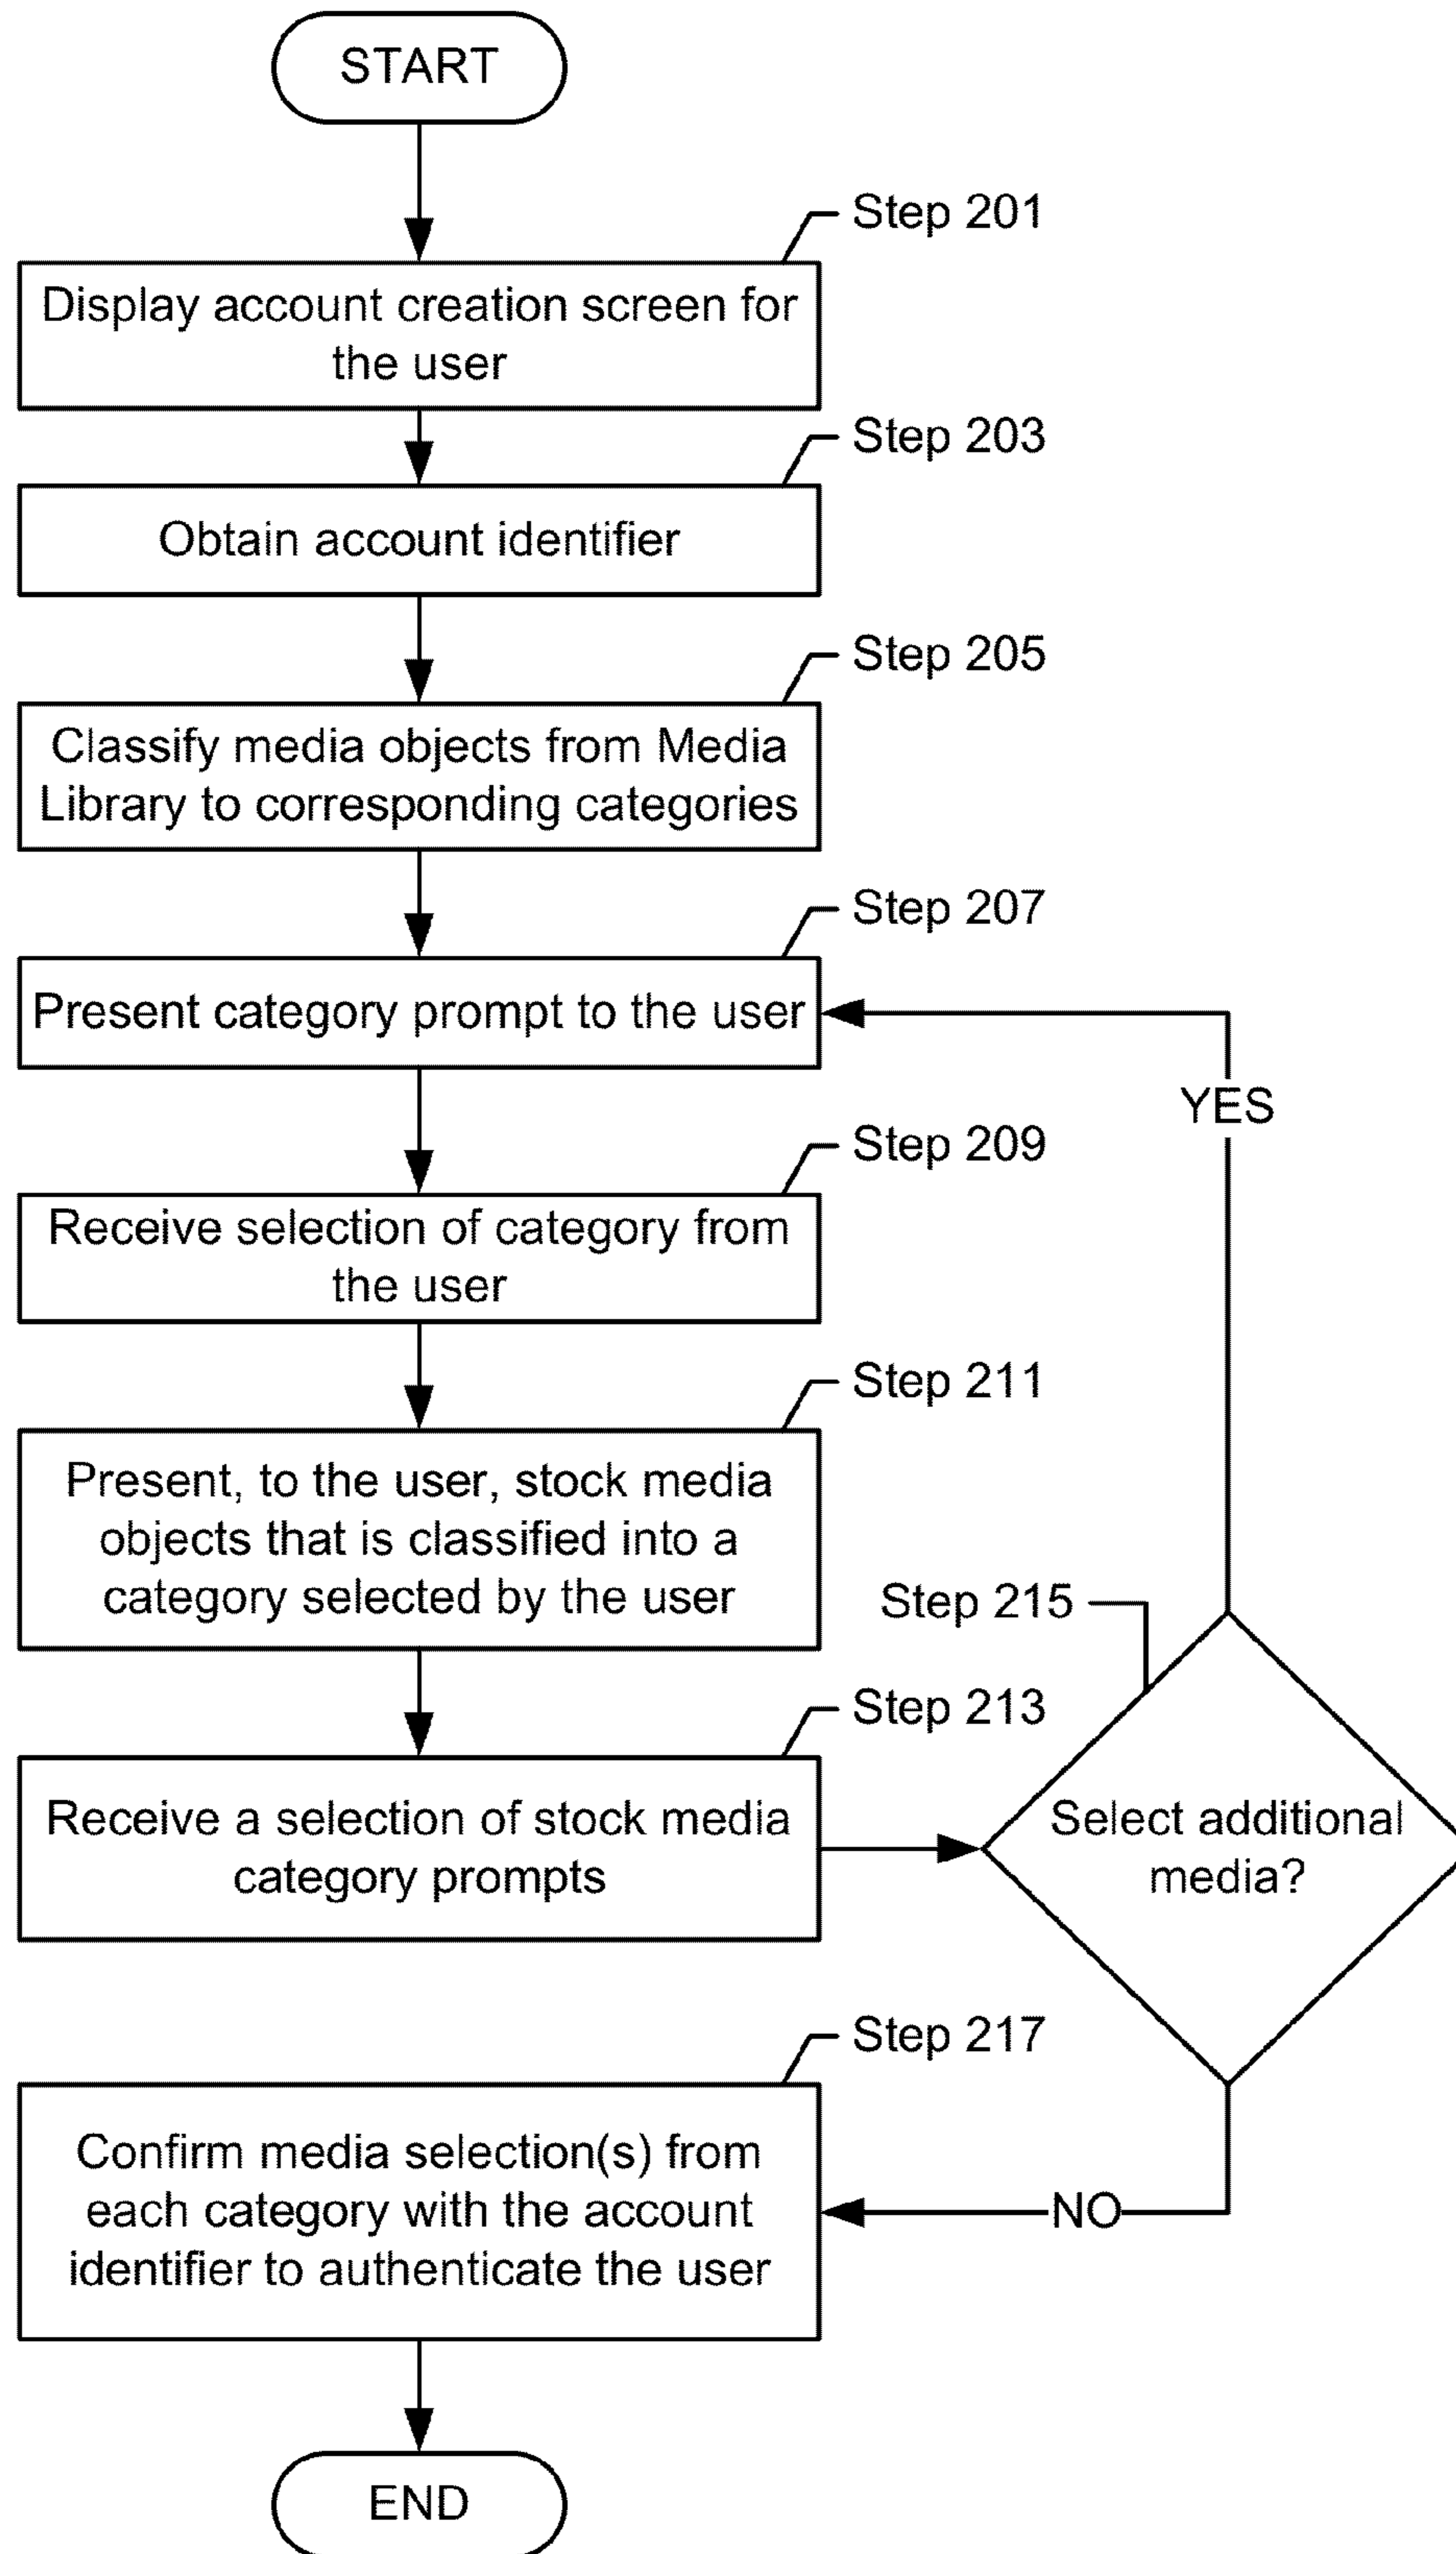 START
Step 201
Display account creation screen for
the user
Step 203
Obtain account identifier
Step 205
Classify media objects from Media
Library to corresponding categories
Step 207
Present category prompt to the user
YES
Step 209
Receive selection of category from
the user
Step 211
Present, to the user, stock media
objects that is classified into a
category selected by the user
Step 215
Step 213
Receive a selection of stock media
category prompts
Select additional
media?
Step 217
Confirm media selection(s) from
each category with the account
identifier to authenticate the user
NO
END